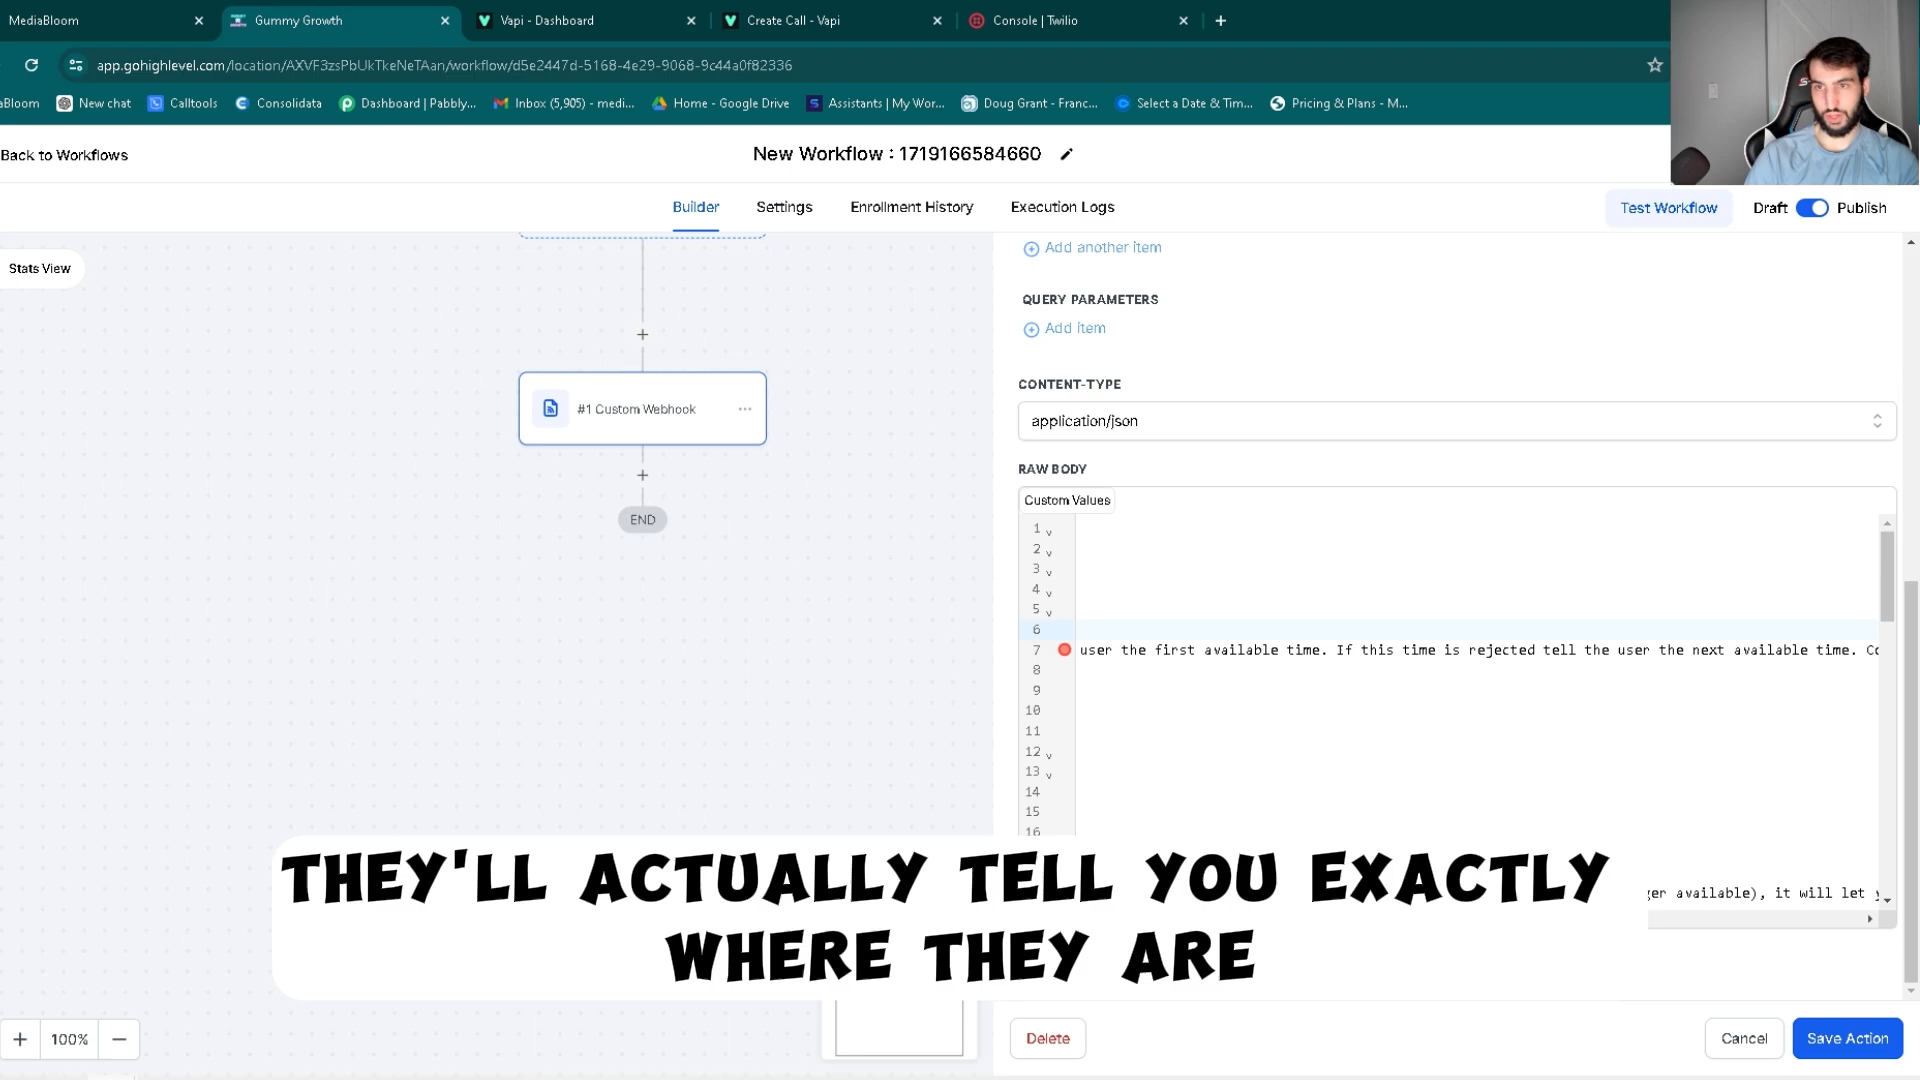 MediaBloom
Gummy Growth
Vapi - Dashboard
Create Call - Vapi
Console | Twilio
app.gohighlevel.com/location/AXVF3zsPbUkTkeNeTAan/workflow/d5e2447d-5168-4e29-9068-9c44a0f82336
aBloom
New chat
Calltools
Consolidata
Dashboard | Pabbly...
Inbox (5,905) - medi...
Home - Google Drive
Assistants | My Wor...
Doug Grant - Franc...
Select a Date & Tim...
Pricing & Plans - M...
Back to Workflows
New Workflow : 1719166584660
Builder
Settings
Enrollment History
Execution Logs
Test Workflow
Draft
Publish
Stats View
Add another item
QUERY PARAMETERS
Add item
#1 Custom Webhook
END
CONTENT-TYPE
application/json
RAW BODY
Custom Values
1
2
3
4
5
6
7 user the first available time. If this time is rejected tell the user the next available time. Co
8
9
10
11
12
13
14
15
16
ger available), it will let y
THEY'LL ACTUALLY TELL YOU EXACTLY
WHERE THEY ARE
100%
Delete
Cancel
Save Action